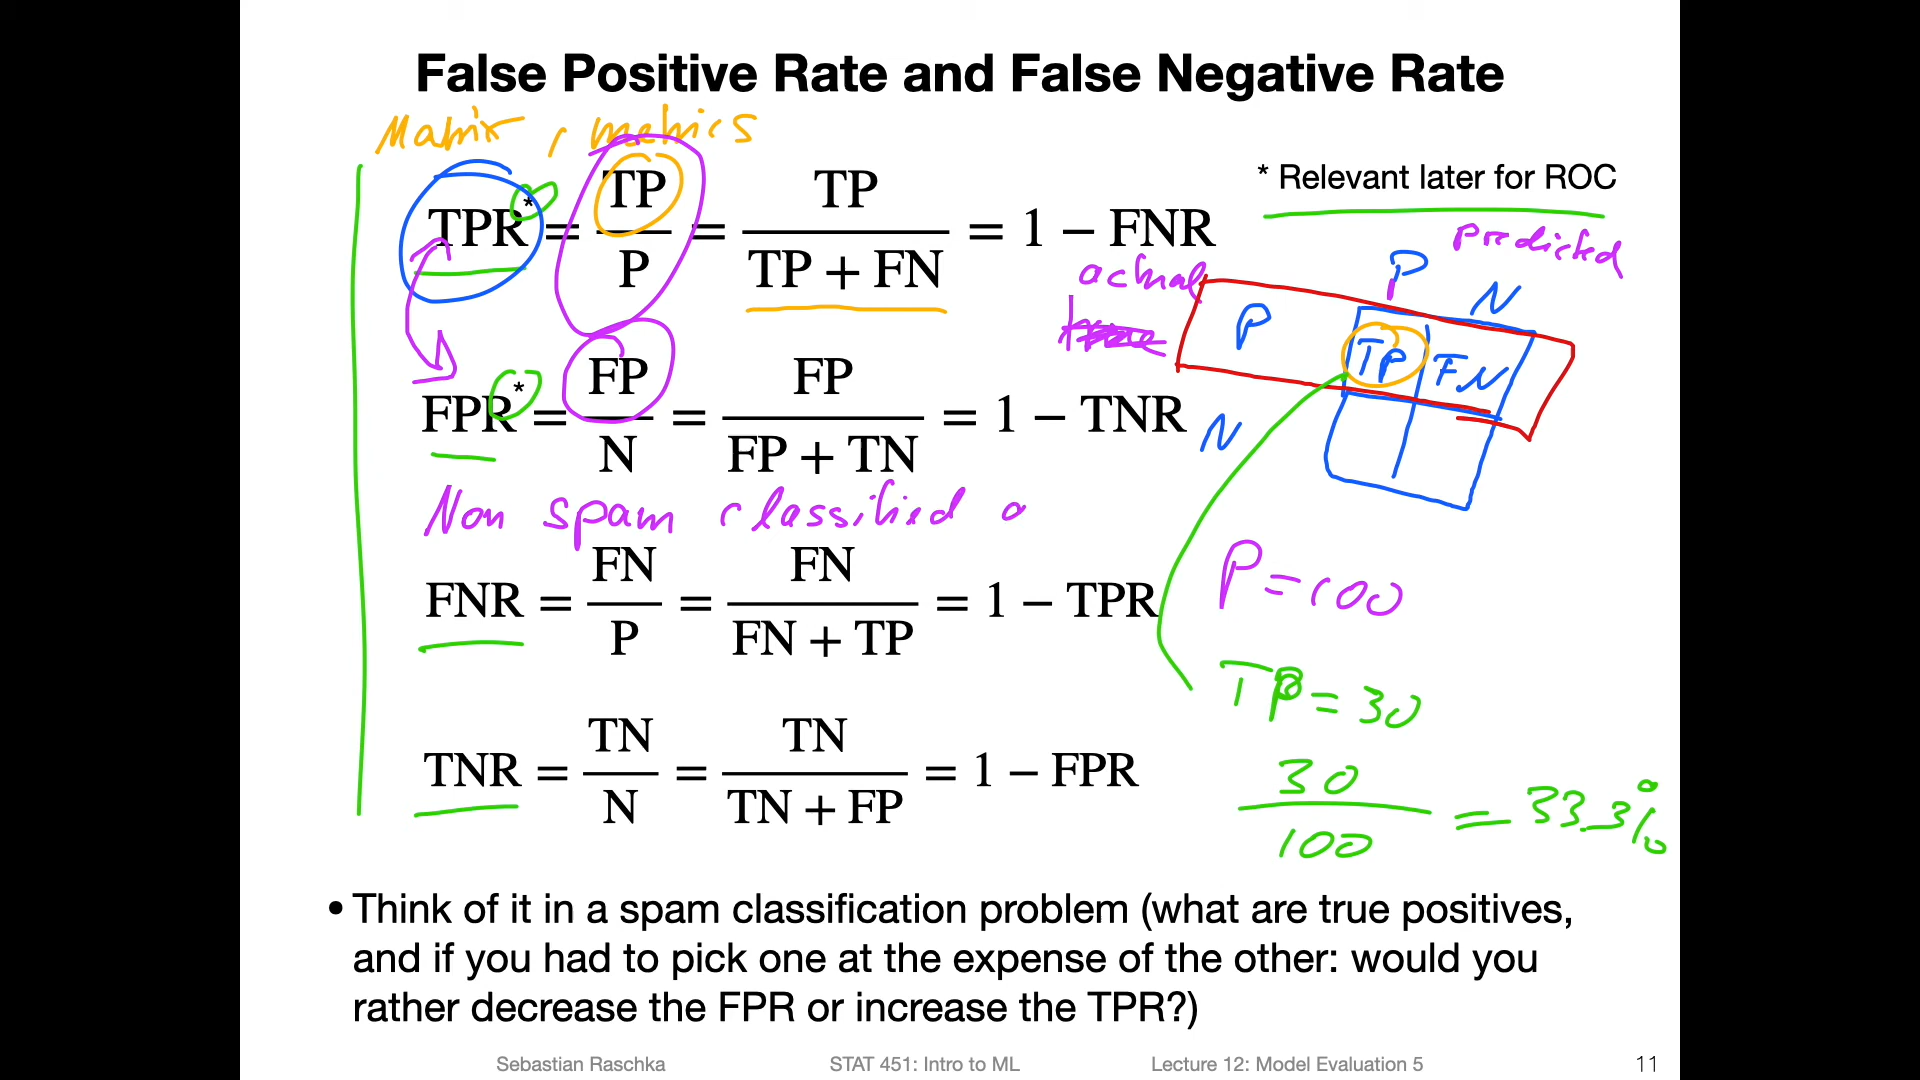 False Positive Rate and False Negative Rate
Matrix, metrics
* Relevant later for ROC
TPR* = TP / P = TP / (TP + FN) = 1 − FNR
predicted
actual
P N
P TP FN
FPR* = FP / N = FP / (FP + TN) = 1 − TNR
N
Non spam classified a
P = 100
FNR = FN / P = FN / (FN + TP) = 1 − TPR
TP = 30
TNR = TN / N = TN / (TN + FP) = 1 − FPR
30 / 100 = 33.3%
• Think of it in a spam classification problem (what are true positives,
and if you had to pick one at the expense of the other: would you
rather decrease the FPR or increase the TPR?)
Sebastian Raschka STAT 451: Intro to ML Lecture 12: Model Evaluation 5 11